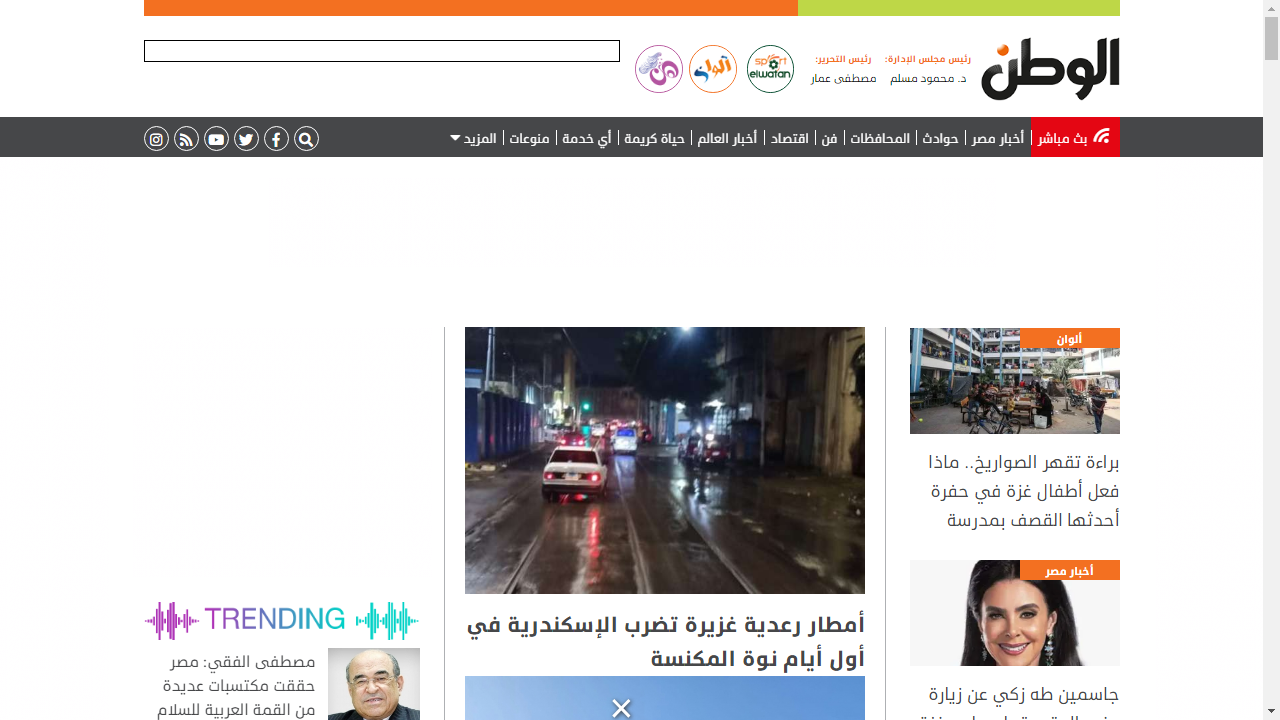 الوطن
رئيس مجلس الإدارة:
د. محمود مسلم
رئيس التحرير:
مصطفى عمار
sport
elwatan
ألوان
هن
بث مباشر
أخبار مصر
حوادث
المحافظات
فن
اقتصاد
أخبار العالم
حياة كريمة
أي خدمة
منوعات
المزيد
ألوان
براءة تقهر الصواريخ.. ماذا
فعل أطفال غزة في حفرة
أحدثها القصف بمدرسة
أخبار مصر
جاسمين طه زكي عن زيارة
أمطار رعدية غزيرة تضرب الإسكندرية في
أول أيام نوة المكنسة
TRENDING
مصطفى الفقي: مصر
حققت مكتسبات عديدة
من القمة العربية للسلام